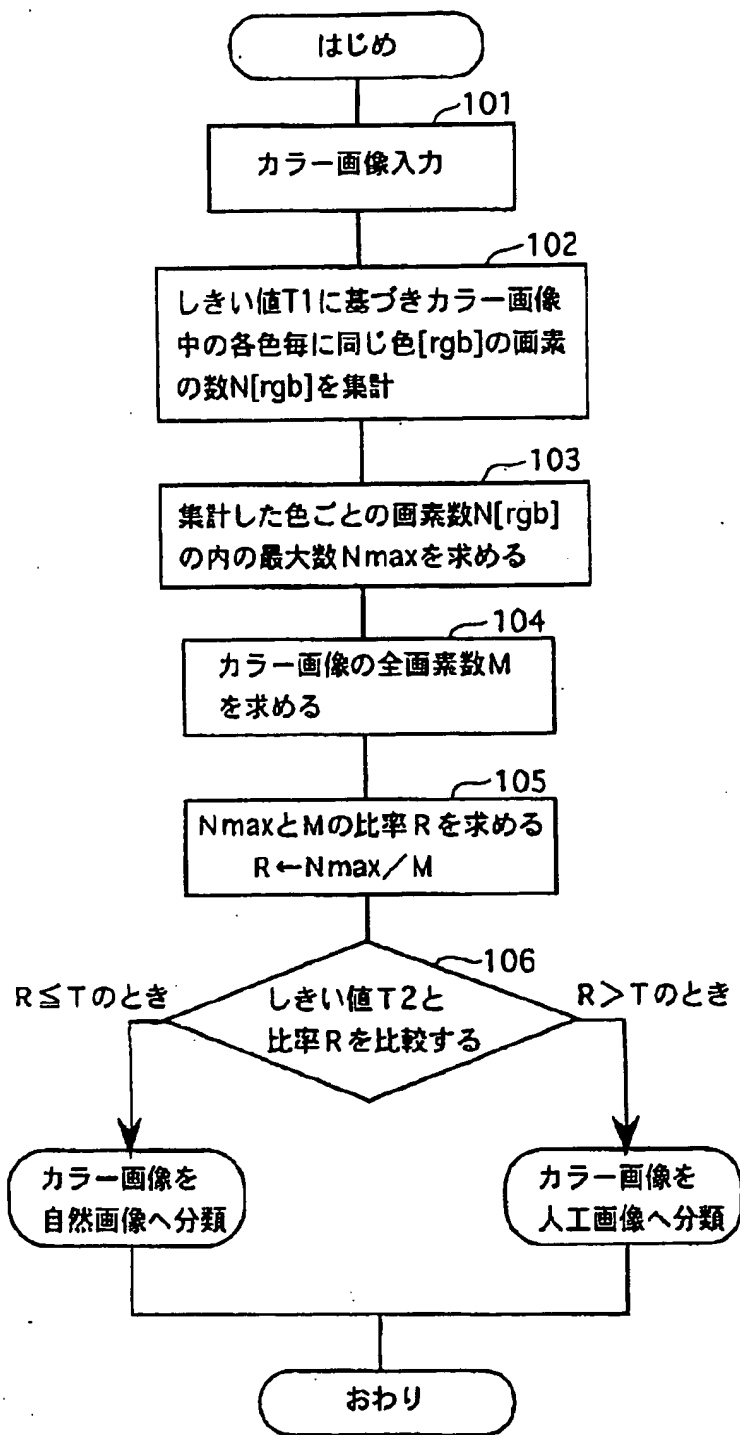 はじめ
101
カラー画像入力
102
しきい値T1に基づきカラー画像
中の各色毎に同じ色[rgb]の画素
の数N[rgb]を集計
103
集計した色ごとの画素数N[rgb]
の内の最大数Nmaxを求める
104
カラー画像の全画素数M
を求める
105
NmaxとMの比率Rを求める
R←Nmax／M
106
R≦Tのとき
しきい値T2と
比率Rを比較する
R＞Tのとき
カラー画像を
自然画像へ分類
カラー画像を
人工画像へ分類
おわり